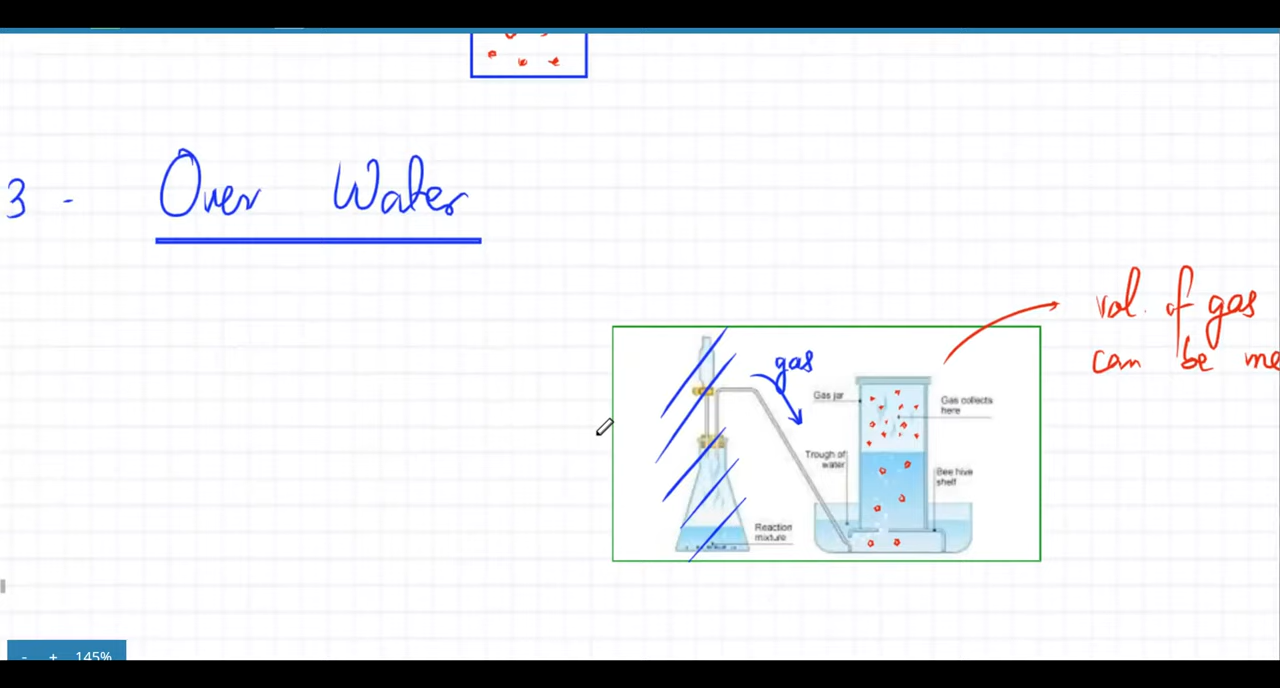 3 - Over Water
vol. of gas
can be me
gas
Gas jar
Gas collects
here
Trough of
water
Bee hive
shelf
Reaction
mixture
- + 145%